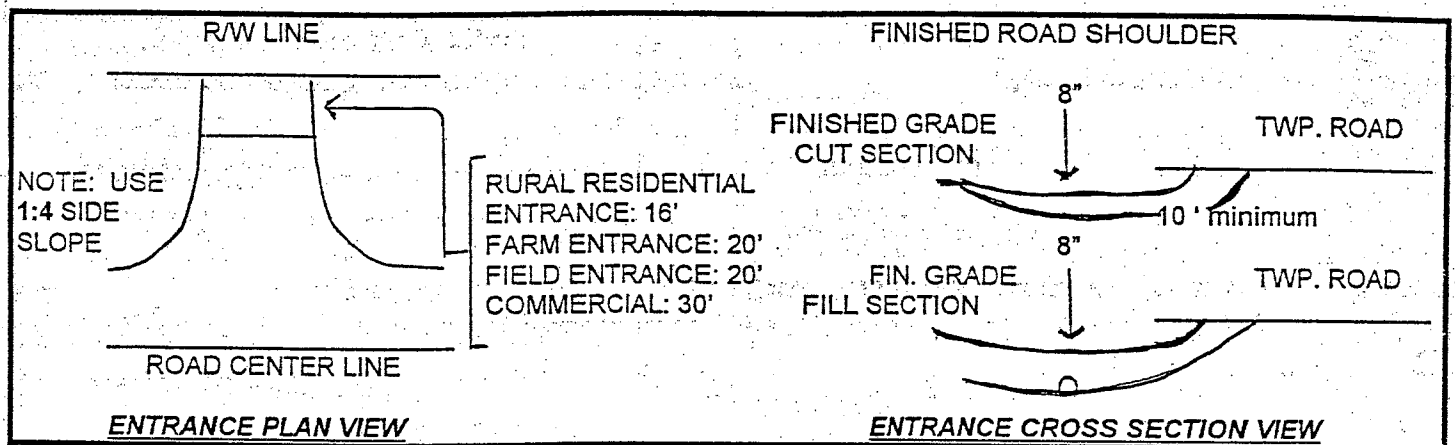 R/W LINE
NOTE: USE
1:4 SIDE
SLOPE
RURAL RESIDENTIAL
ENTRANCE: 16'
FARM ENTRANCE: 20'
FIELD ENTRANCE: 20'
COMMERCIAL: 30'
ROAD CENTER LINE
ENTRANCE PLAN VIEW
FINISHED ROAD SHOULDER
8"
FINISHED GRADE
CUT SECTION
TWP. ROAD
10 ' minimum
8"
FIN. GRADE
FILL SECTION
TWP. ROAD
ENTRANCE CROSS SECTION VIEW